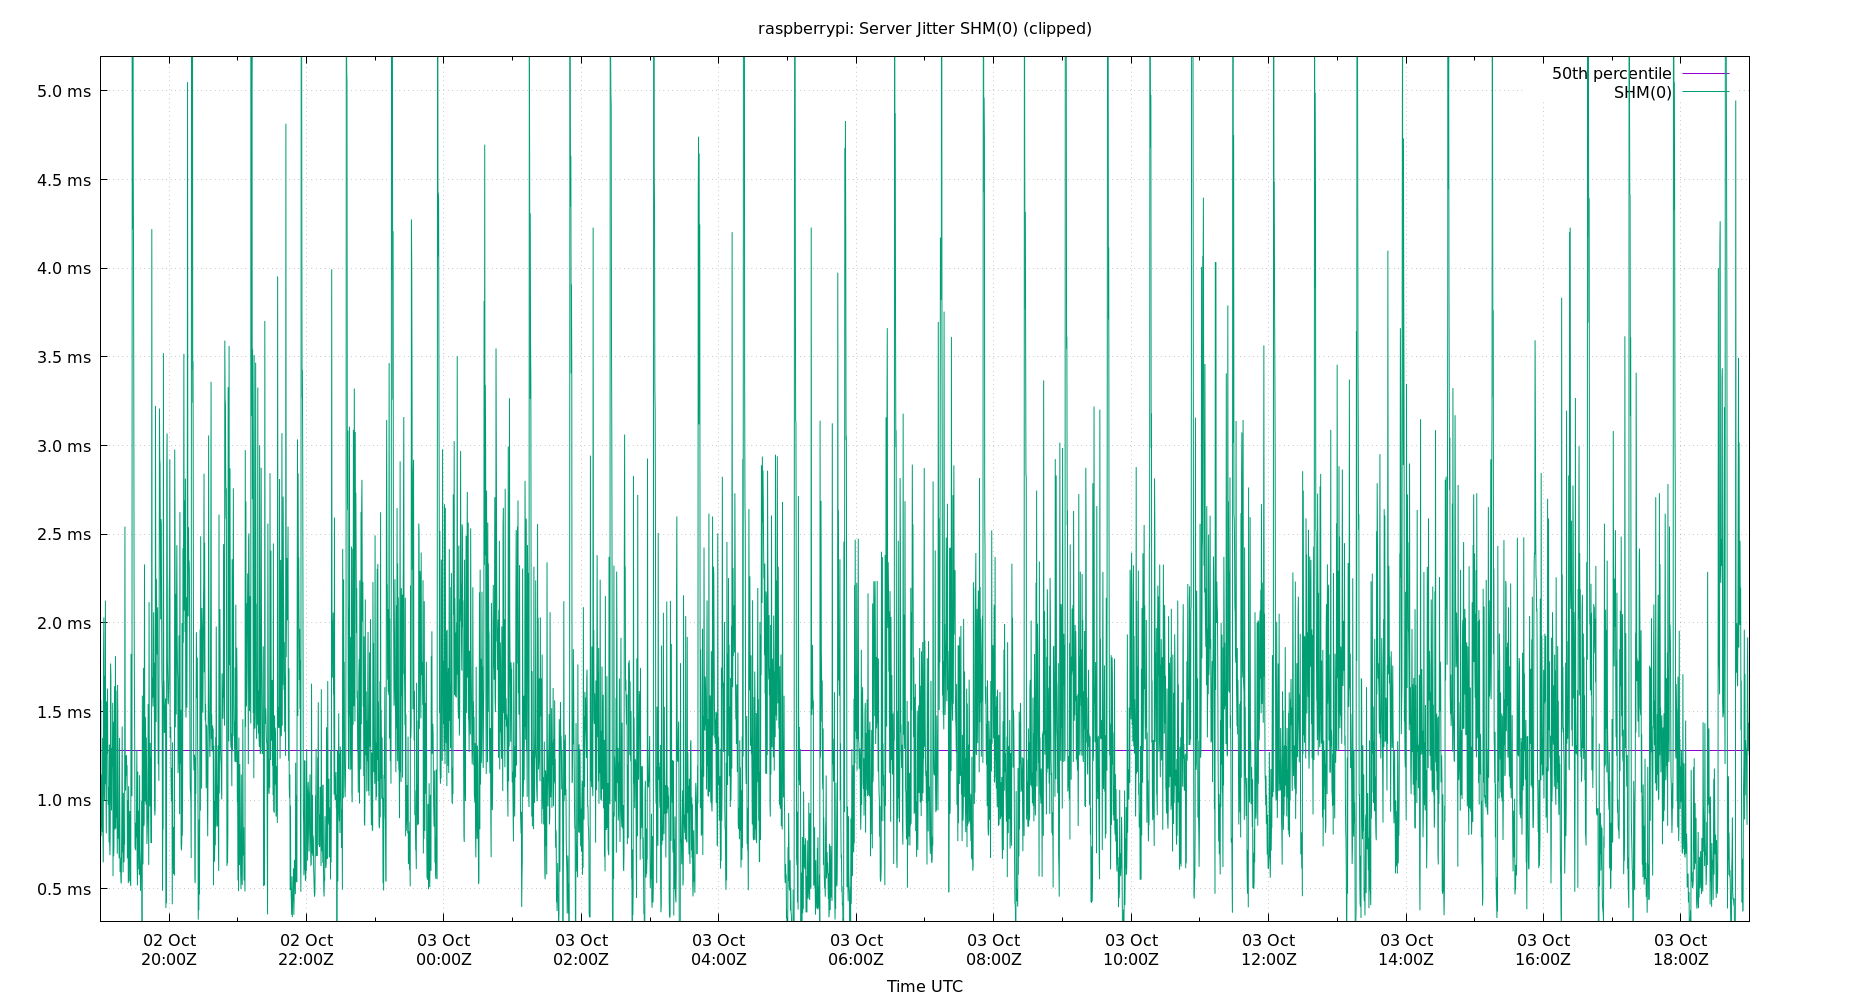 raspberrypi: Server Jitter SHM(0) (clipped)
50th percentile
SHM(0)
5.0 ms
4.5 ms
4.0 ms
3.5 ms
3.0 ms
2.5 ms
2.0 ms
1.5 ms
1.0 ms
0.5 ms
02 Oct 02 Oct 03 Oct 03 Oct 03 Oct 03 Oct 03 Oct 03 Oct 03 Oct 03 Oct 03 Oct 03 Oct
20:00Z 22:00Z 00:00Z 02:00Z 04:00Z 06:00Z 08:00Z 10:00Z 12:00Z 14:00Z 16:00Z 18:00Z
Time UTC